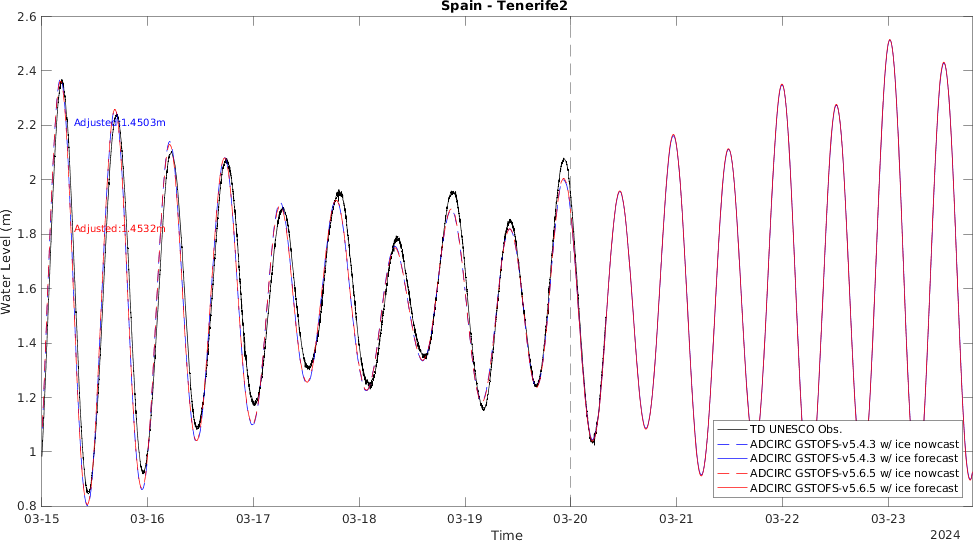 Spain - Tenerife2
2.6
2.4
2.2
2
1.8
1.6
1.4
1.2
1
0.8
Water Level (m)
Adjusted:1.4503m
Adjusted:1.4532m
TD UNESCO Obs.
ADCIRC GSTOFS-v5.4.3 w/ ice nowcast
ADCIRC GSTOFS-v5.4.3 w/ ice forecast
ADCIRC GSTOFS-v5.6.5 w/ ice nowcast
ADCIRC GSTOFS-v5.6.5 w/ ice forecast
03-15 03-16 03-17 03-18 03-19 03-20 03-21 03-22 03-23
Time
2024